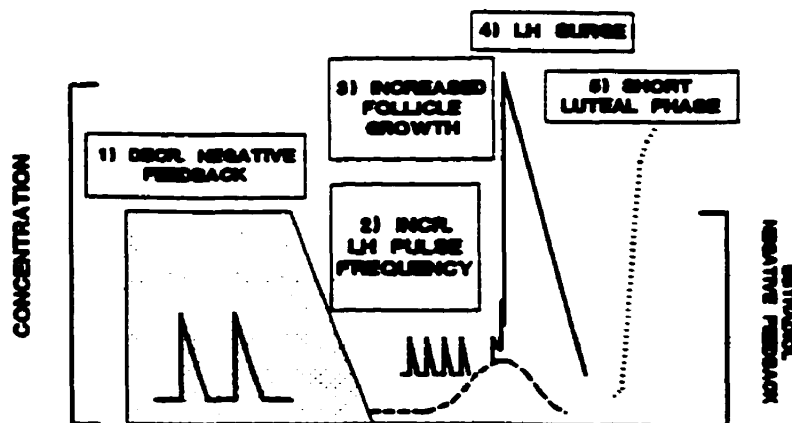 4) LH SURGE
3) INCREASED
FOLLICLE
GROWTH
5) SHORT
LUTEAL PHASE
1) DECR. NEGATIVE
FEEDBACK
2) INCR.
LH PULSE
FREQUENCY
CONCENTRATION
ESTRADIOL
NEGATIVE FEEDBACK